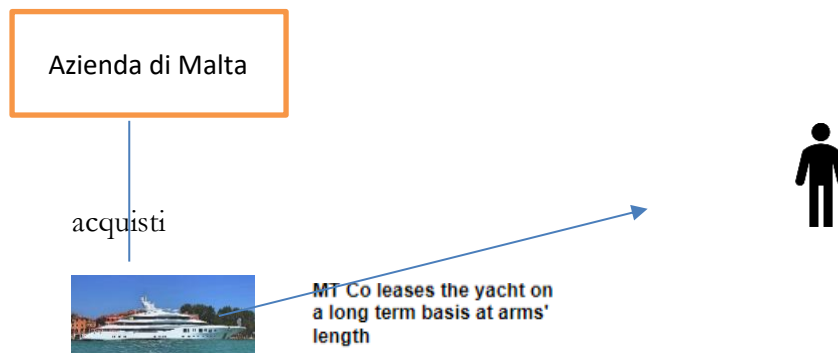 Azienda di Malta
acquisti
MT Co leases the yacht on
a long term basis at arms'
length